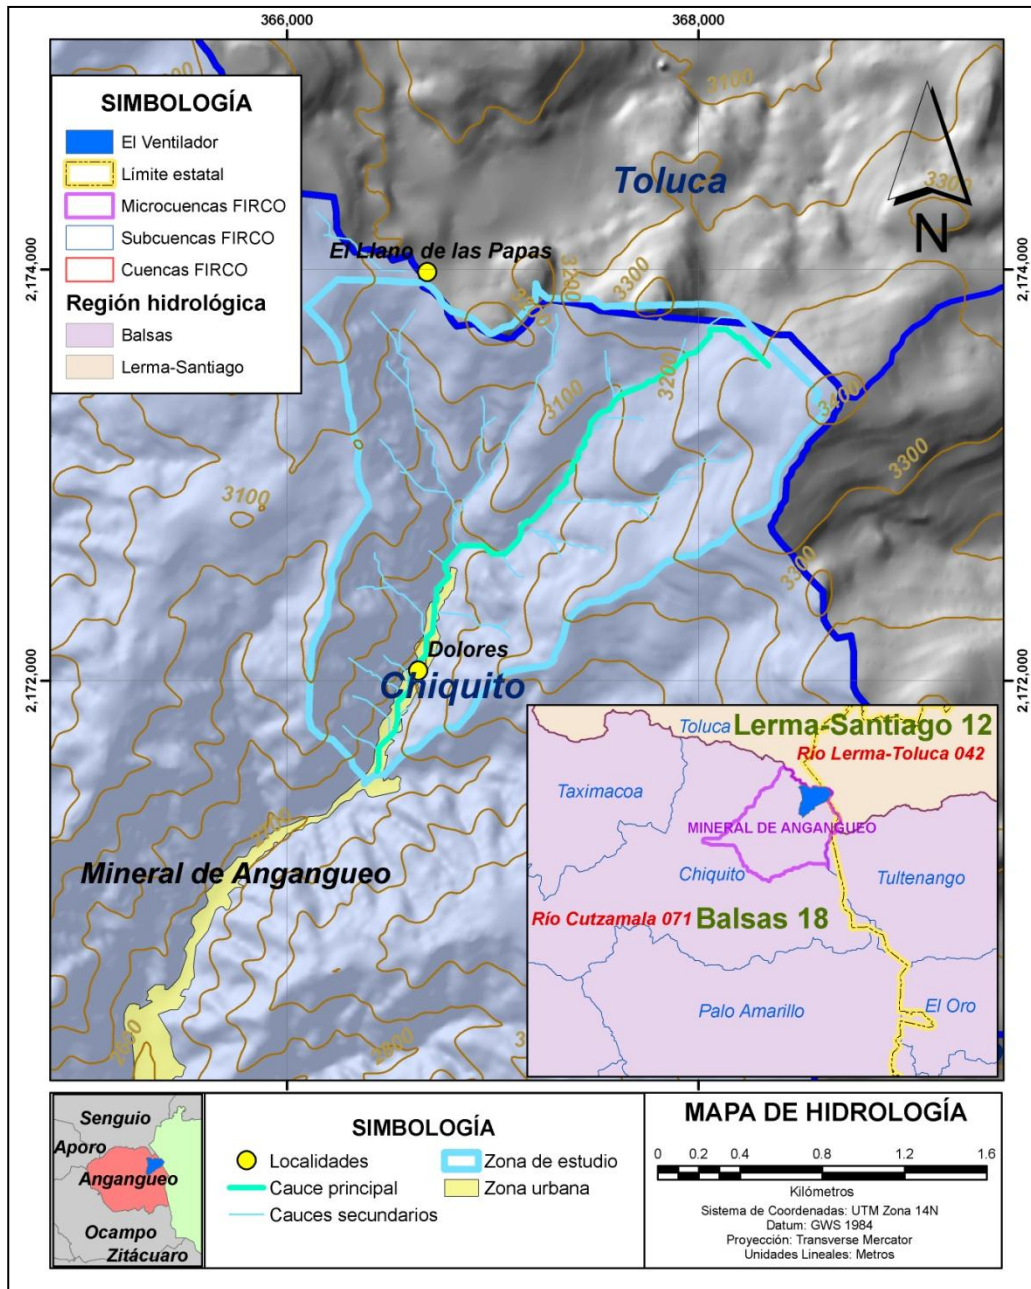 366,000
368,000
2,174,000
2,174,000
2,172,000
2,172,000
SIMBOLOGÍA
El Ventilador
Límite estatal
Microcuencas FIRCO
Subcuencas FIRCO
Cuencas FIRCO
Región hidrológica
Balsas
Lerma-Santiago
3100
Toluca
3300
N
El Llano de las Papas
3200
3300
3200
3100
3400
3300
3100
3300
Dolores
Chiquito
Mineral de Angangueo
2800
Toluca
Lerma-Santiago 12
Río Lerma-Toluca 042
Taximacoa
MINERAL DE ANGANGUEO
Chiquito
Tultenango
Río Cutzamala 071
Balsas 18
Palo Amarillo
El Oro
Senguio
Aporo
Angangueo
Ocampo
Zitácuaro
SIMBOLOGÍA
Localidades
Zona de estudio
Cauce principal
Zona urbana
Cauces secundarios
MAPA DE HIDROLOGÍA
0 0.2 0.4 0.8 1.2 1.6
Kilómetros
Sistema de Coordenadas: UTM Zona 14N
Datum: GWS 1984
Proyección: Transverse Mercator
Unidades Lineales: Metros